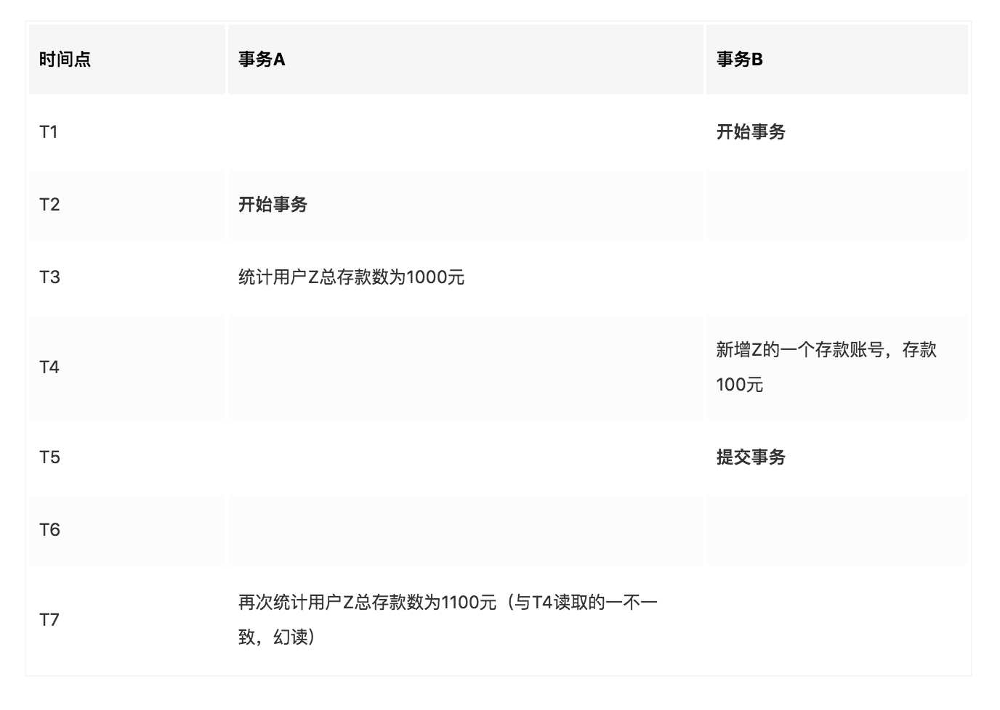 时间点 事务A 事务B
T1 开始事务
T2 开始事务
T3 统计用户Z总存款数为1000元
T4 新增Z的一个存款账号，存款
100元
T5 提交事务
T6
T7 再次统计用户Z总存款数为1100元（与T4读取的一不一
致，幻读）